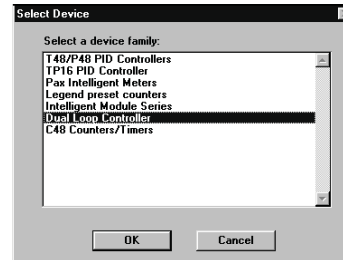 Select Device
Select a device family:
T48/P48 PID Controllers
TP16 PID Controller
Pax Intelligent Meters
Legend preset counters
Intelligent Module Series
Dual Loop Controller
C48 Counters/Timers
OK
Cancel